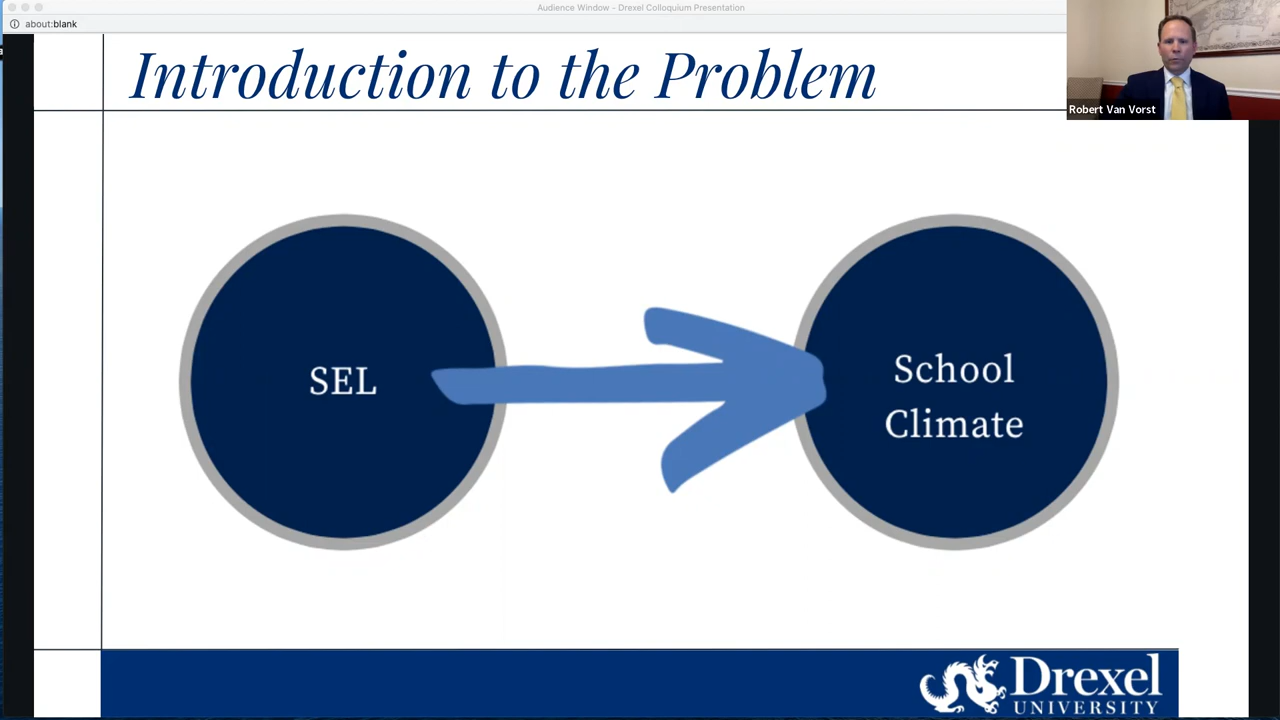 Audience Window - Drexel Colloquium Presentation
about:blank
Introduction to the Problem
Robert Van Vorst
SEL
School
Climate
Drexel
UNIVERSITY